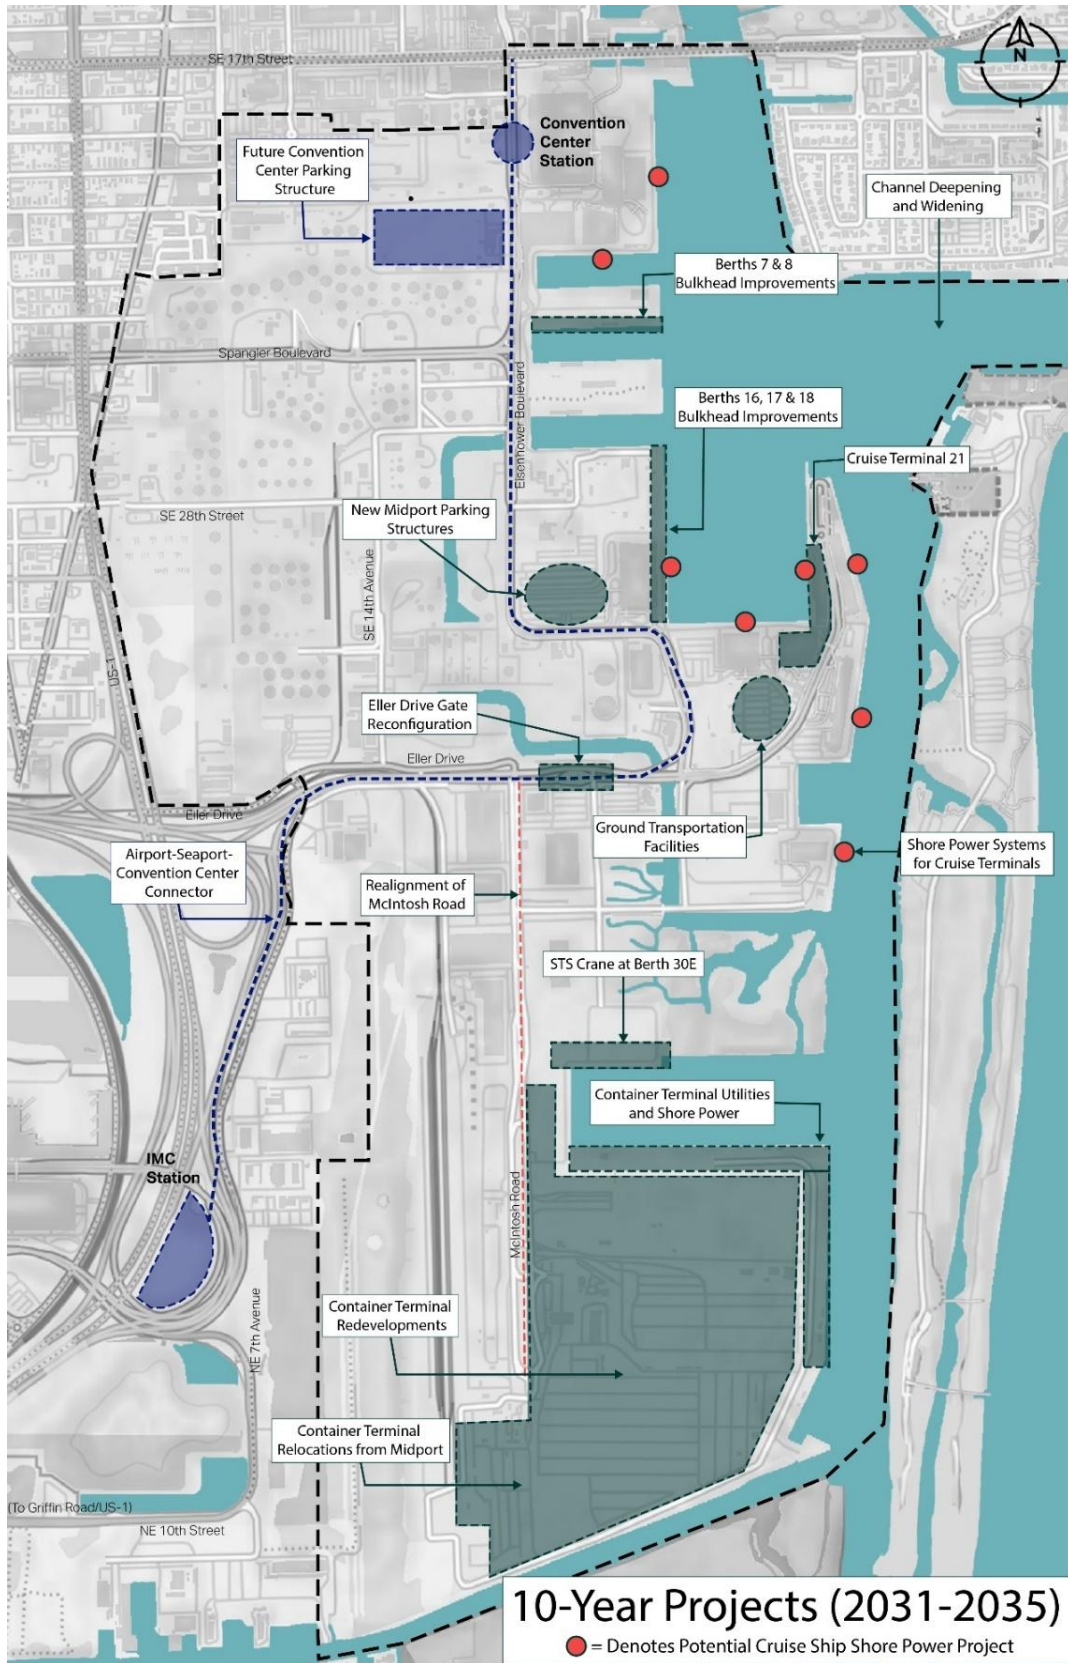 SE 17th Street
N
Convention
Center
Station
Future Convention
Center Parking
Structure
Channel Deepening
and Widening
Berths 7 & 8
Bulkhead Improvements
Spangler Boulevard
Eisenhower Boulevard
Berths 16, 17 & 18
Bulkhead Improvements
Cruise Terminal 21
New Midport Parking
Structures
SE 28th Street
SE 14th Avenue
US-1
Eller Drive Gate
Reconfiguration
Eller Drive
Eller Drive
Ground Transportation
Facilities
Shore Power Systems
for Cruise Terminals
Airport-Seaport-
Convention Center
Connector
Realignment of
McIntosh Road
STS Crane at Berth 30E
Container Terminal Utilities
and Shore Power
IMC
Station
McIntosh Road
NE 7th Avenue
Container Terminal
Redevelopments
Container Terminal
Relocations from Midport
(To Griffin Road/US-1)
NE 10th Street
10-Year Projects (2031-2035)
= Denotes Potential Cruise Ship Shore Power Project